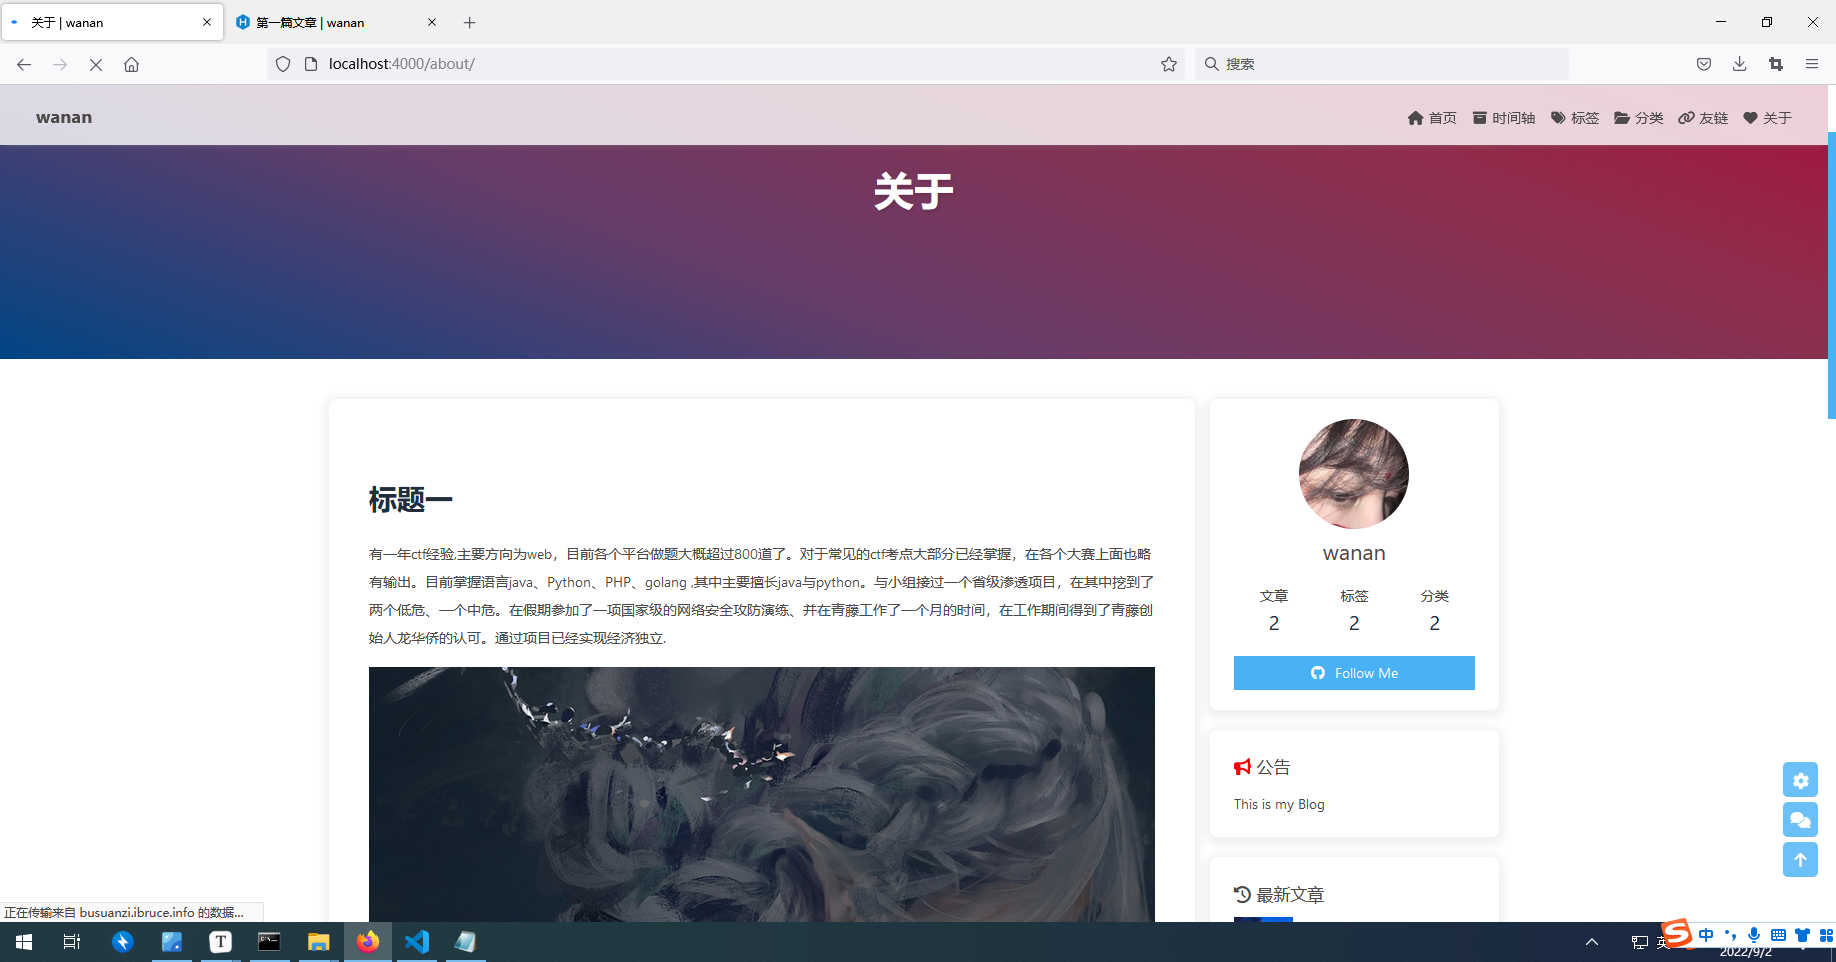 关于 | wanan
第一篇文章 | wanan
localhost:4000/about/
搜索
wanan
首页 时间轴 标签 分类 友链 关于
关于
标题一
有一年ctf经验,主要方向为web，目前各个平台做题大概超过800道了。对于常见的ctf考点大部分已经掌握，在各个大赛上面也略
有输出。目前掌握语言java、Python、PHP、golang ,其中主要擅长java与python。与小组接过一个省级渗透项目，在其中挖到了
两个低危、一个中危。在假期参加了一项国家级的网络安全攻防演练、并在青藤工作了一个月的时间，在工作期间得到了青藤创
始人龙华侨的认可。通过项目已经实现经济独立.
wanan
文章 标签 分类
2 2 2
Follow Me
公告
This is my Blog
最新文章
正在传输来自 busuanzi.ibruce.info 的数据...
英
中
2022/9/2